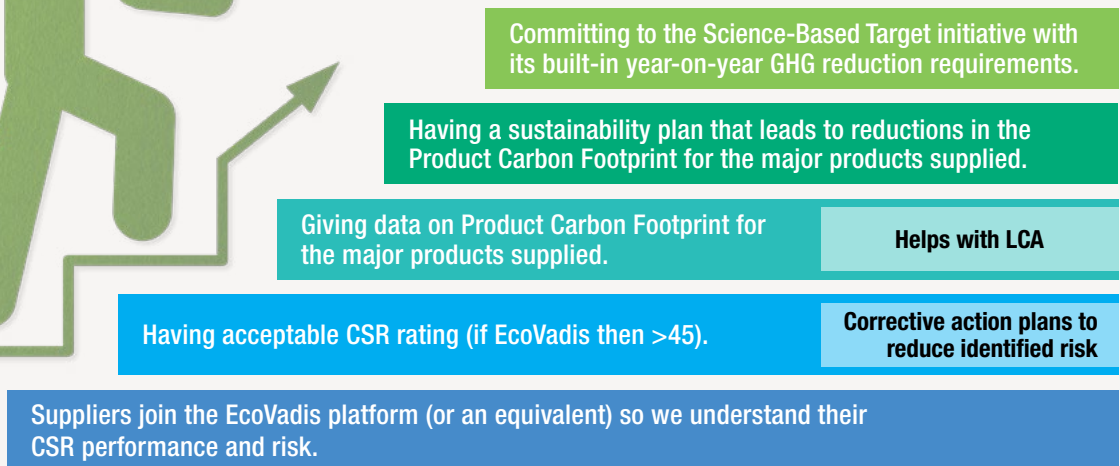 Committing to the Science-Based Target initiative with
its built-in year-on-year GHG reduction requirements.
Having a sustainability plan that leads to reductions in the
Product Carbon Footprint for the major products supplied.
Giving data on Product Carbon Footprint for
the major products supplied.
Helps with LCA
Having acceptable CSR rating (if EcoVadis then >45).
Corrective action plans to
reduce identified risk
Suppliers join the EcoVadis platform (or an equivalent) so we understand their
CSR performance and risk.